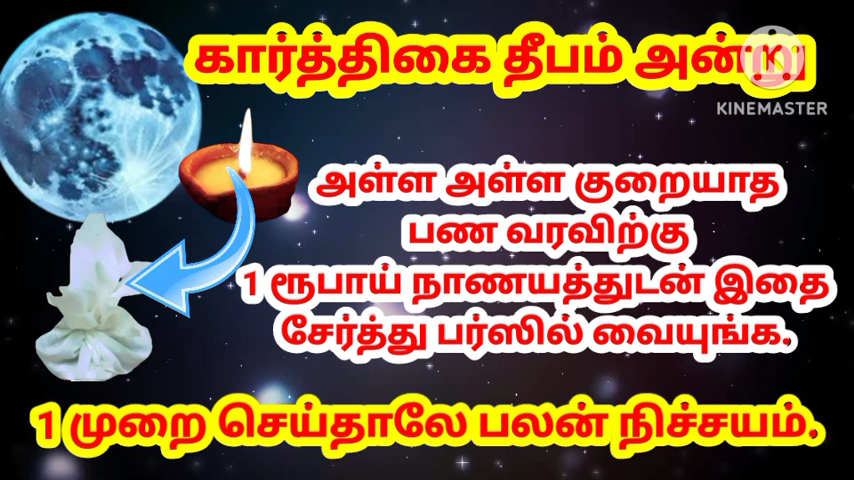 கார்த்திகை தீபம் அன்று
KINEMASTER
அள்ள அள்ள குறையாத
பண வரவிற்கு
1 ரூபாய் நாணயத்துடன் இதை
சேர்த்து பர்ஸில் வையுங்க.
1 முறை செய்தாலே பலன் நிச்சயம்.